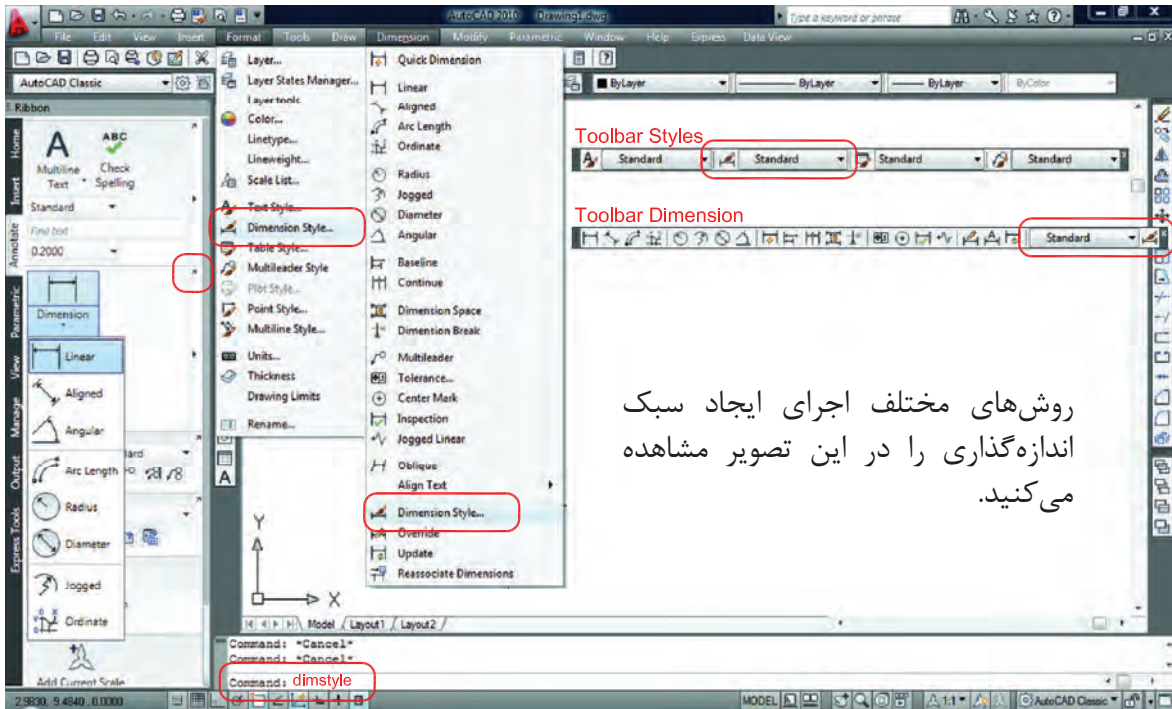 AutoCAD 2010 Drawing1.dwg
Type a keyword or phrase
File Edit View Insert Format Tools Draw Dimension Modify Parametric Window Help Express Data View
AutoCAD Classic
ByLayer
ByLayer
ByLayer
ByColor
Ribbon
Home
Insert
Annotate
Parametric
View
Manage
Output
Express Tools
Multiline Text
ABC
Check Spelling
Standard
Find text
0.2000
Dimension
Linear
Aligned
Angular
Arc Length
Radius
Diameter
Jogged
Ordinate
Add Current Scale
Layer...
Layer States Manager...
Layer tools
Color...
Linetype...
Lineweight...
Scale List...
Text Style...
Dimension Style...
Table Style...
Multileader Style
Plot Style...
Point Style...
Multiline Style...
Units...
Thickness
Drawing Limits
Rename...
Quick Dimension
Linear
Aligned
Arc Length
Ordinate
Radius
Jogged
Diameter
Angular
Baseline
Continue
Dimension Space
Dimension Break
Multileader
Tolerance...
Center Mark
Inspection
Jogged Linear
Oblique
Align Text
Dimension Style...
Override
Update
Reassociate Dimensions
Toolbar Styles
Standard Standard Standard Standard
Toolbar Dimension
Standard
روش‌های مختلف اجرای ایجاد سبک
اندازه‌گذاری را در این تصویر مشاهده
می‌کنید.
Y
X
Model Layout1 Layout2
Command: *Cancel*
Command: *Cancel*
Command: dimstyle
2.9830, 9.4840, 0.0000
MODEL
1:1
AutoCAD Classic